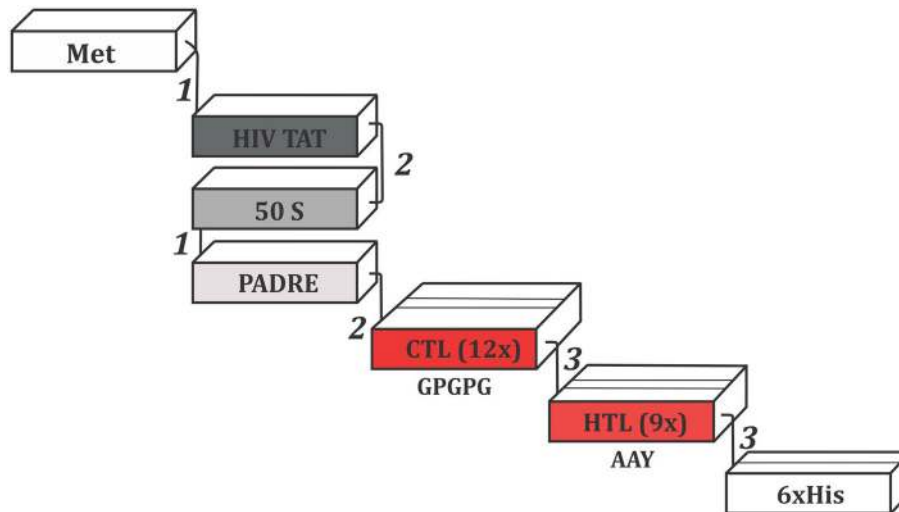 Met
1
HIV TAT
2
50 S
1
PADRE
2
CTL (12x)
3
GPGPG
HTL (9x)
3
AAY
6xHis